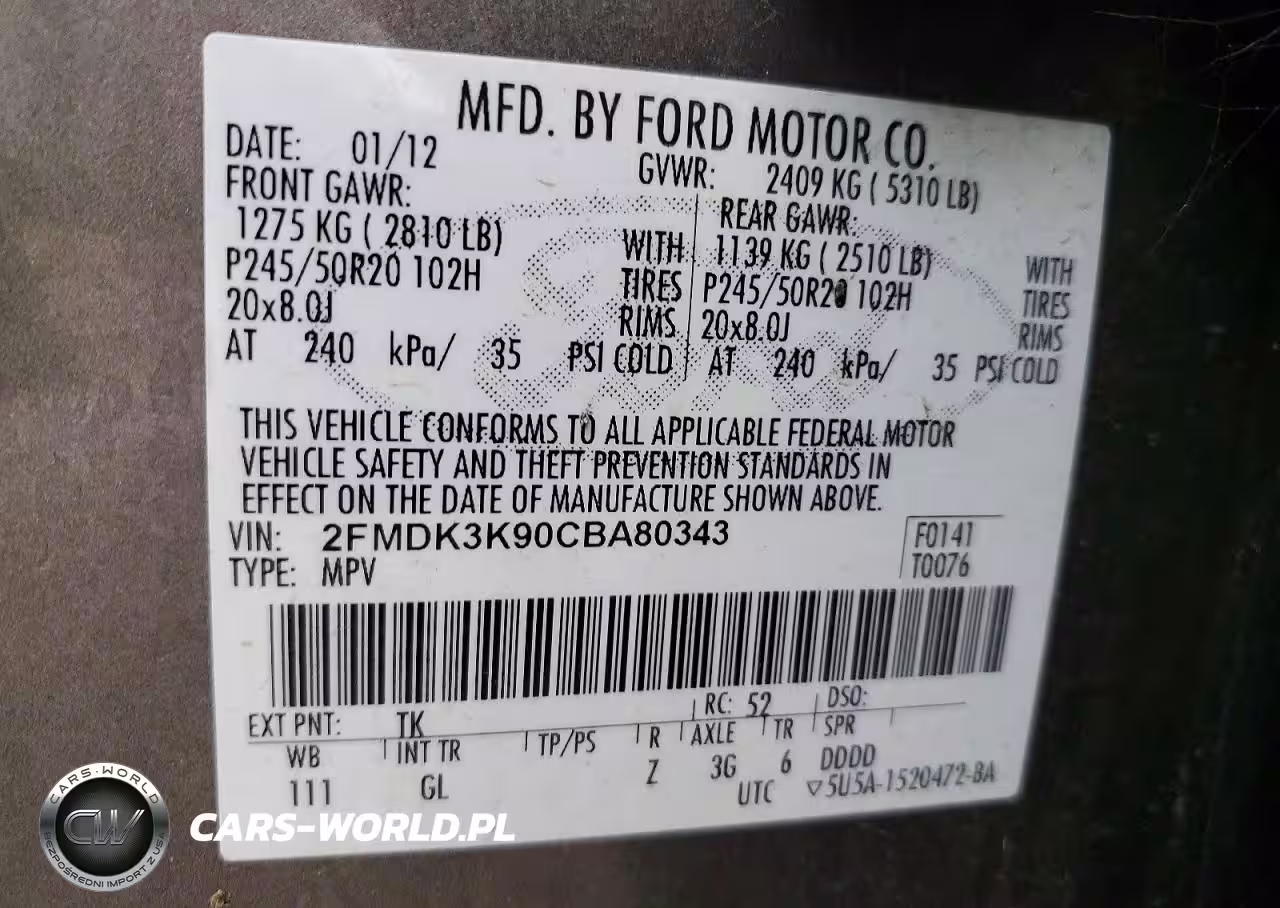 MFD. BY FORD MOTOR CO.
DATE: 01/12 GVWR: 2409 KG ( 5310 LB)
FRONT GAWR: REAR GAWR:
1275 KG ( 2810 LB) WITH 1139 KG ( 2510 LB) WITH
P245/50R20 102H TIRES P245/50R20 102H TIRES
20x8.0J RIMS 20x8.0J RIMS
AT 240 kPa/ 35 PSI COLD AT 240 kPa/ 35 PSI COLD
THIS VEHICLE CONFORMS TO ALL APPLICABLE FEDERAL MOTOR
VEHICLE SAFETY AND THEFT PREVENTION STANDARDS IN
EFFECT ON THE DATE OF MANUFACTURE SHOWN ABOVE.
VIN: 2FMDK3K90CBA80343 F0141
TYPE: MPV T0076
EXT PNT: TK RC: 52 DSO:
WB INT TR TP/PS R AXLE TR SPR
111 GL Z 3G 6 DDDD
UTC ▽5U5A-1520472-BA
CARS-WORLD
CW
BEZPOŚREDNI IMPORT Z USA
CARS-WORLD.PL